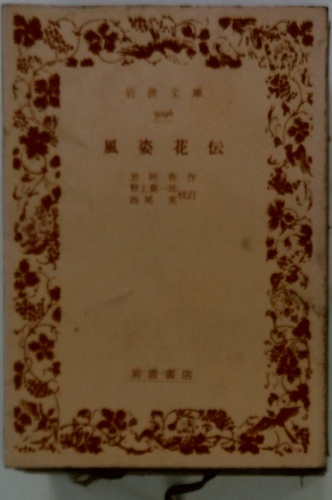 岩波文庫
5096
風姿花伝
世阿弥作
野上豊一郎
西尾実
校訂
岩波書店